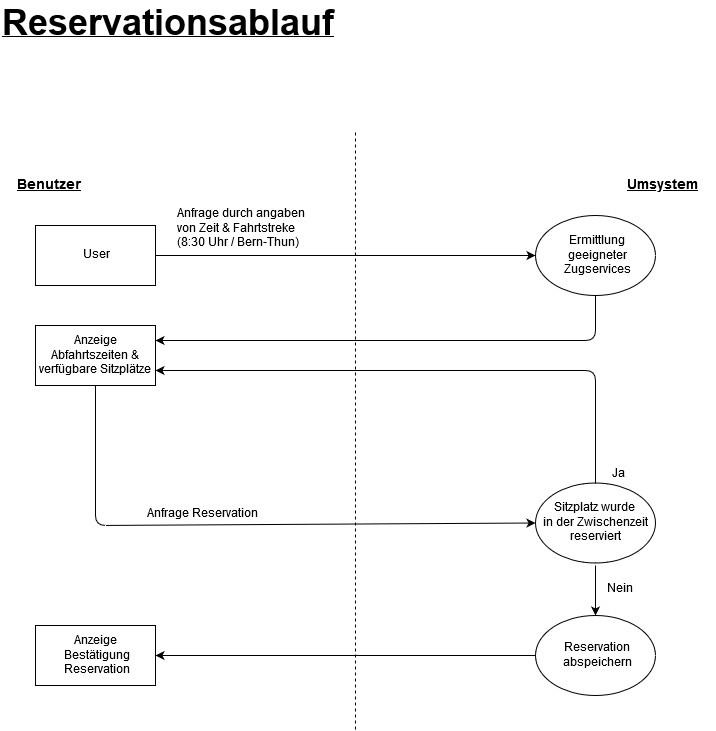 Reservationsablauf
Benutzer
Umsystem
Anfrage durch angaben
von Zeit & Fahrtstreke
(8:30 Uhr / Bern-Thun)
User
Ermittlung
geeigneter
Zugservices
Anzeige
Abfahrtszeiten &
verfügbare Sitzplätze
Ja
Anfrage Reservation
Sitzplatz wurde
in der Zwischenzeit
reserviert
Nein
Anzeige
Bestätigung
Reservation
Reservation
abspeichern